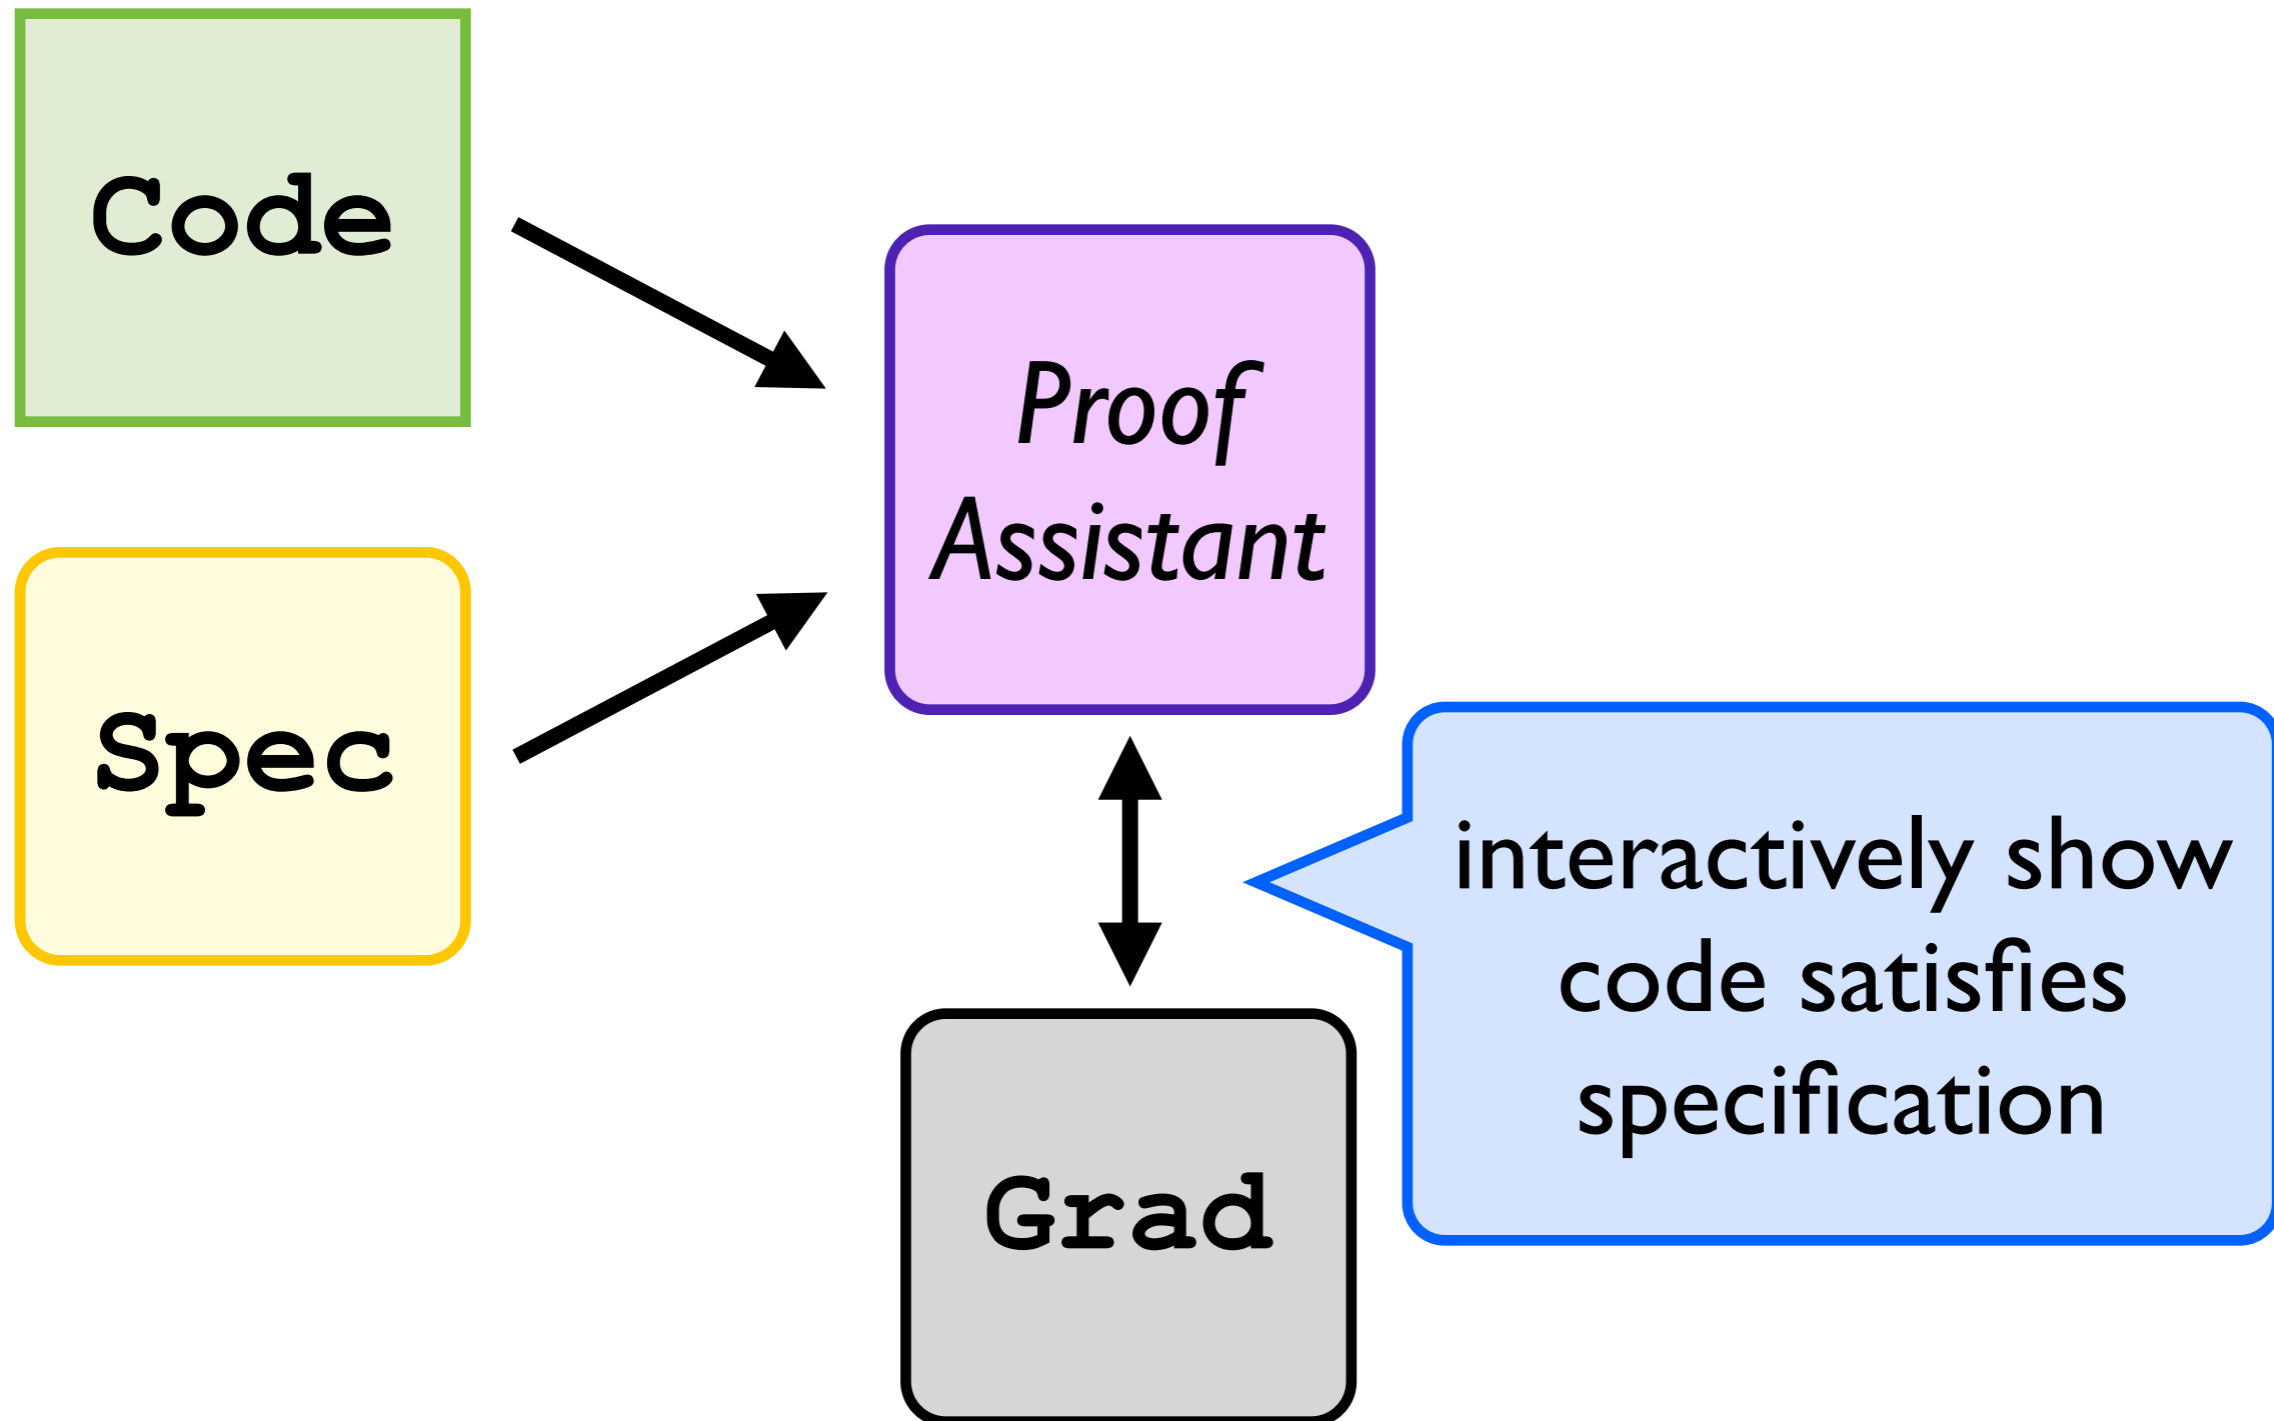 Code
Spec
Proof
Assistant
Grad
interactively show
code satisfies
specification